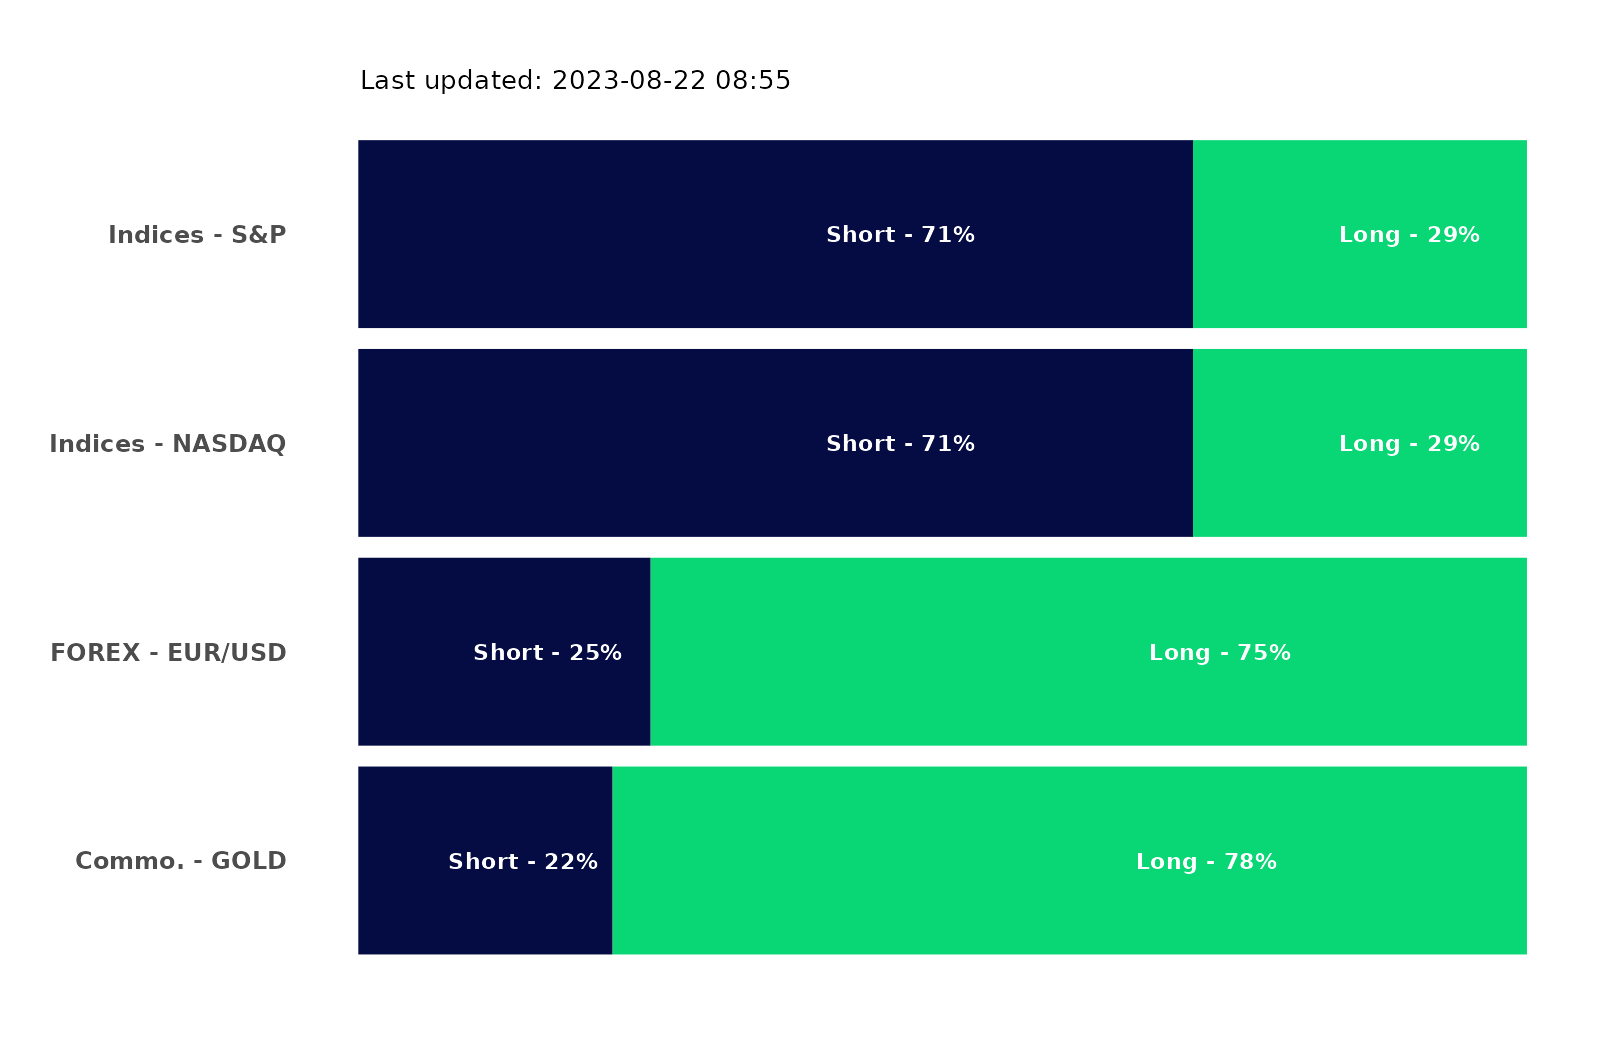 Last updated: 2023-08-22 08:55
Indices - S&P
Short - 71%
Long - 29%
Indices - NASDAQ
Short - 71%
Long - 29%
FOREX - EUR/USD
Short - 25%
Long - 75%
Commo. - GOLD
Short - 22%
Long - 78%